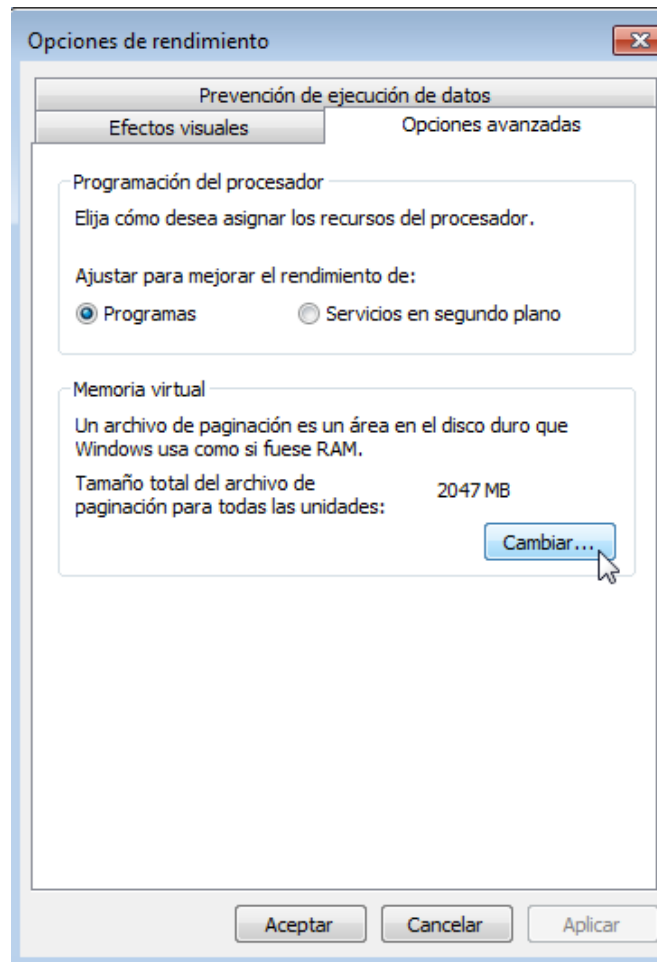 Opciones de rendimiento
Prevención de ejecución de datos
Efectos visuales
Opciones avanzadas
Programación del procesador
Elija cómo desea asignar los recursos del procesador.
Ajustar para mejorar el rendimiento de:
Programas
Servicios en segundo plano
Memoria virtual
Un archivo de paginación es un área en el disco duro que
Windows usa como si fuese RAM.
Tamaño total del archivo de
paginación para todas las unidades:
2047 MB
Cambiar...
Aceptar
Cancelar
Aplicar